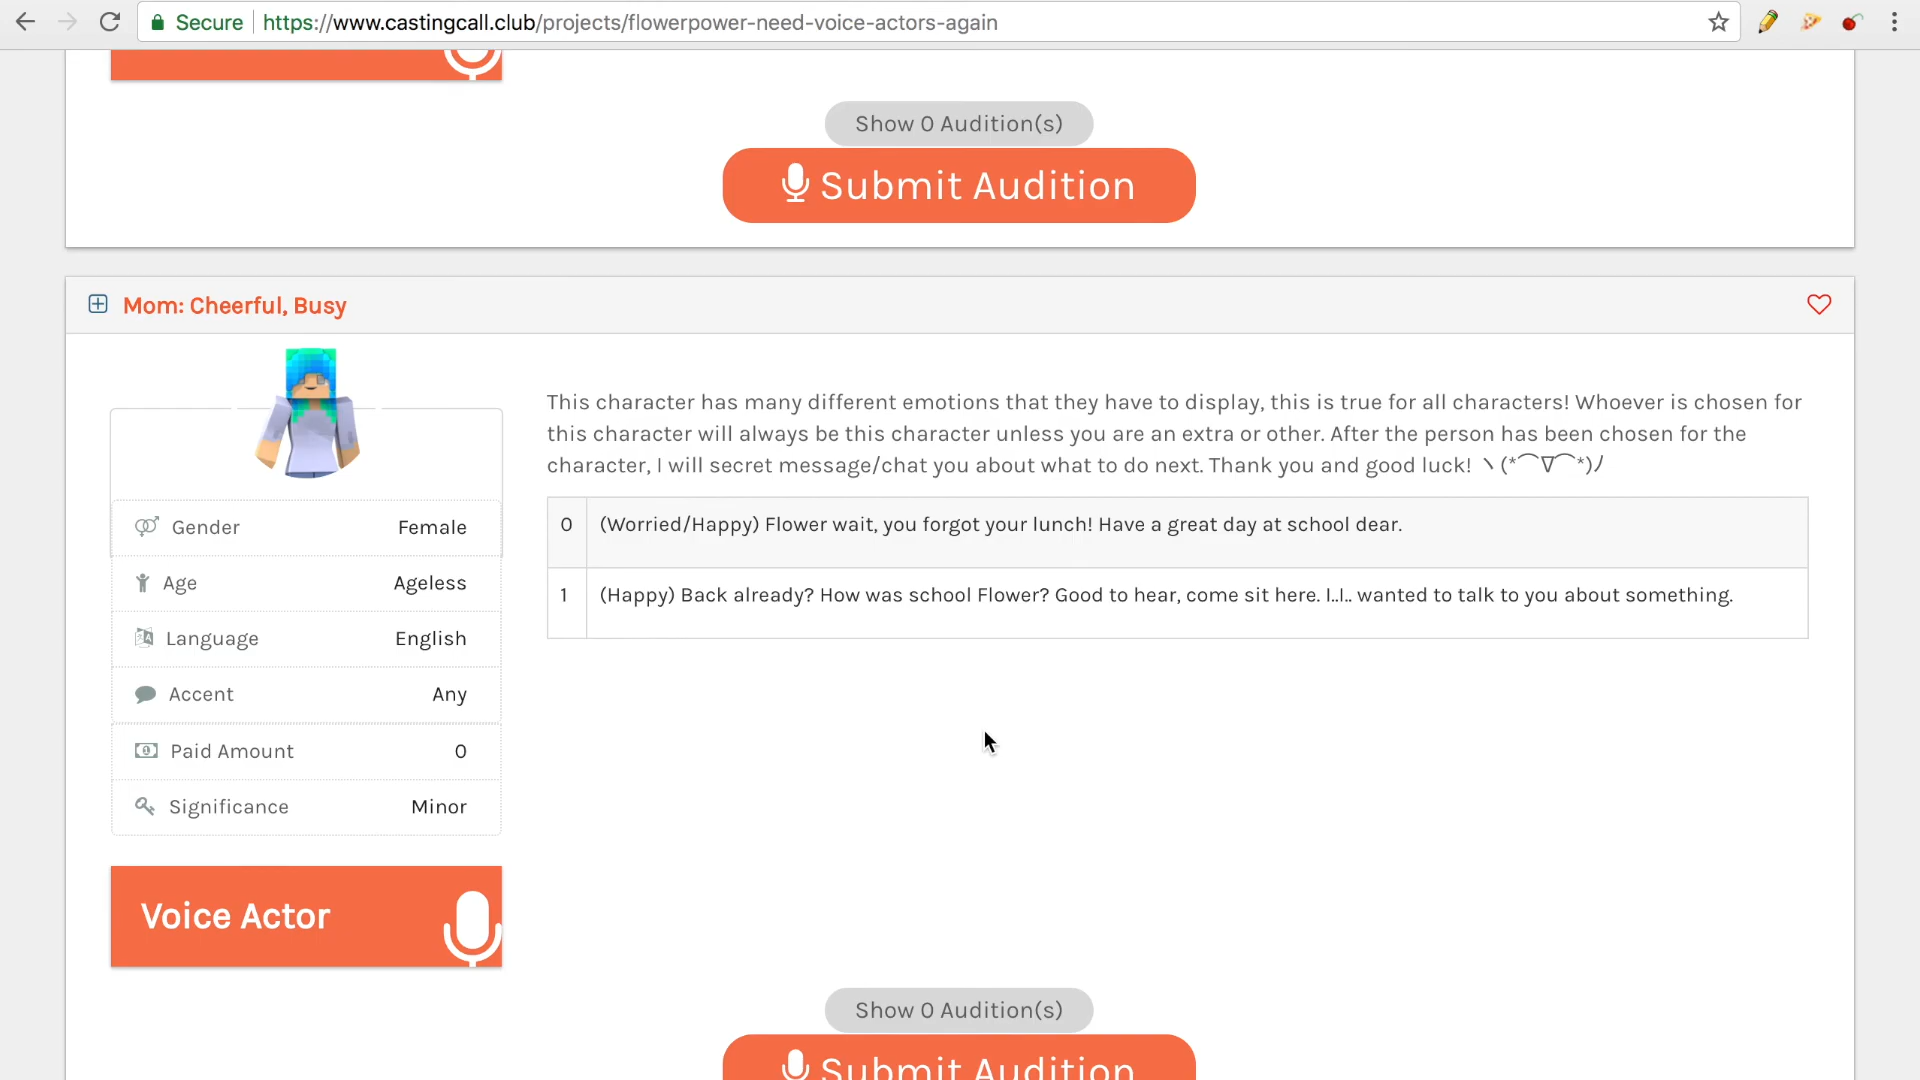 Secure https://www.castingcall.club/projects/flowerpower-need-voice-actors-again
Show 0 Audition(s)
Submit Audition
Mom: Cheerful, Busy
This character has many different emotions that they have to display, this is true for all characters! Whoever is chosen for
this character will always be this character unless you are an extra or other. After the person has been chosen for the
character, I will secret message/chat you about what to do next. Thank you and good luck! ヽ(*⌒∇⌒*)ﾉ
0 (Worried/Happy) Flower wait, you forgot your lunch! Have a great day at school dear.
1 (Happy) Back already? How was school Flower? Good to hear, come sit here. I..I.. wanted to talk to you about something.
Gender Female
Age Ageless
Language English
Accent Any
Paid Amount 0
Significance Minor
Voice Actor
Show 0 Audition(s)
Submit Audition